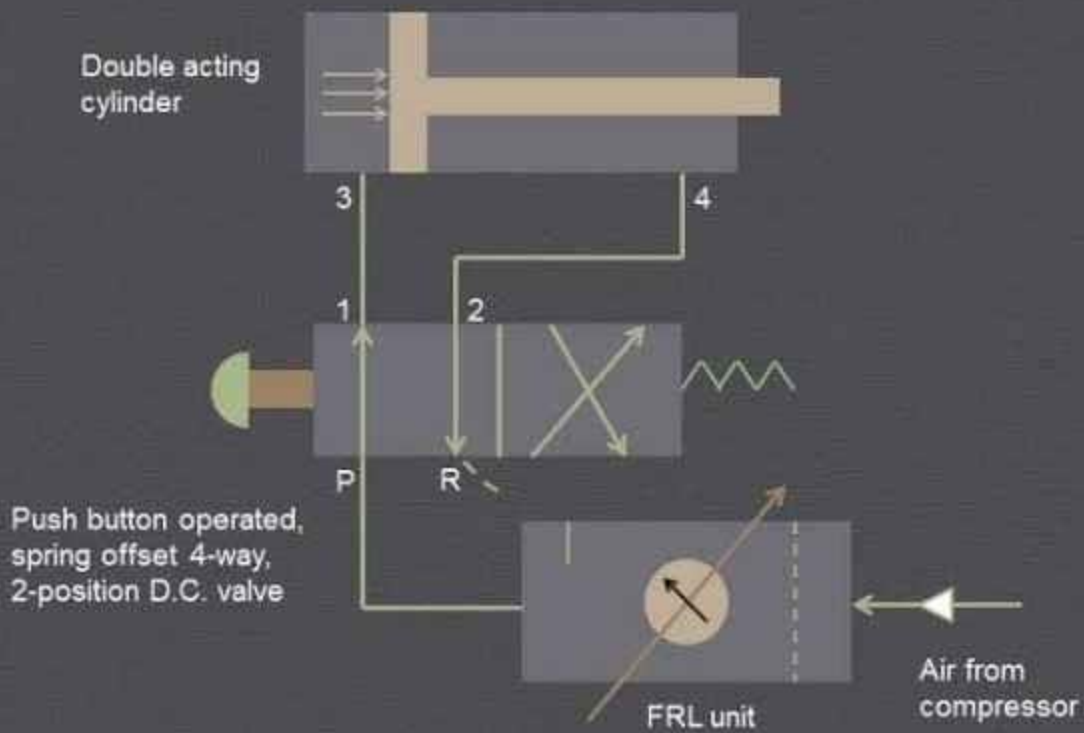 Double acting
cylinder
3
4
1
2
P
R
Push button operated,
spring offset 4-way,
2-position D.C. valve
Air from
compressor
FRL unit